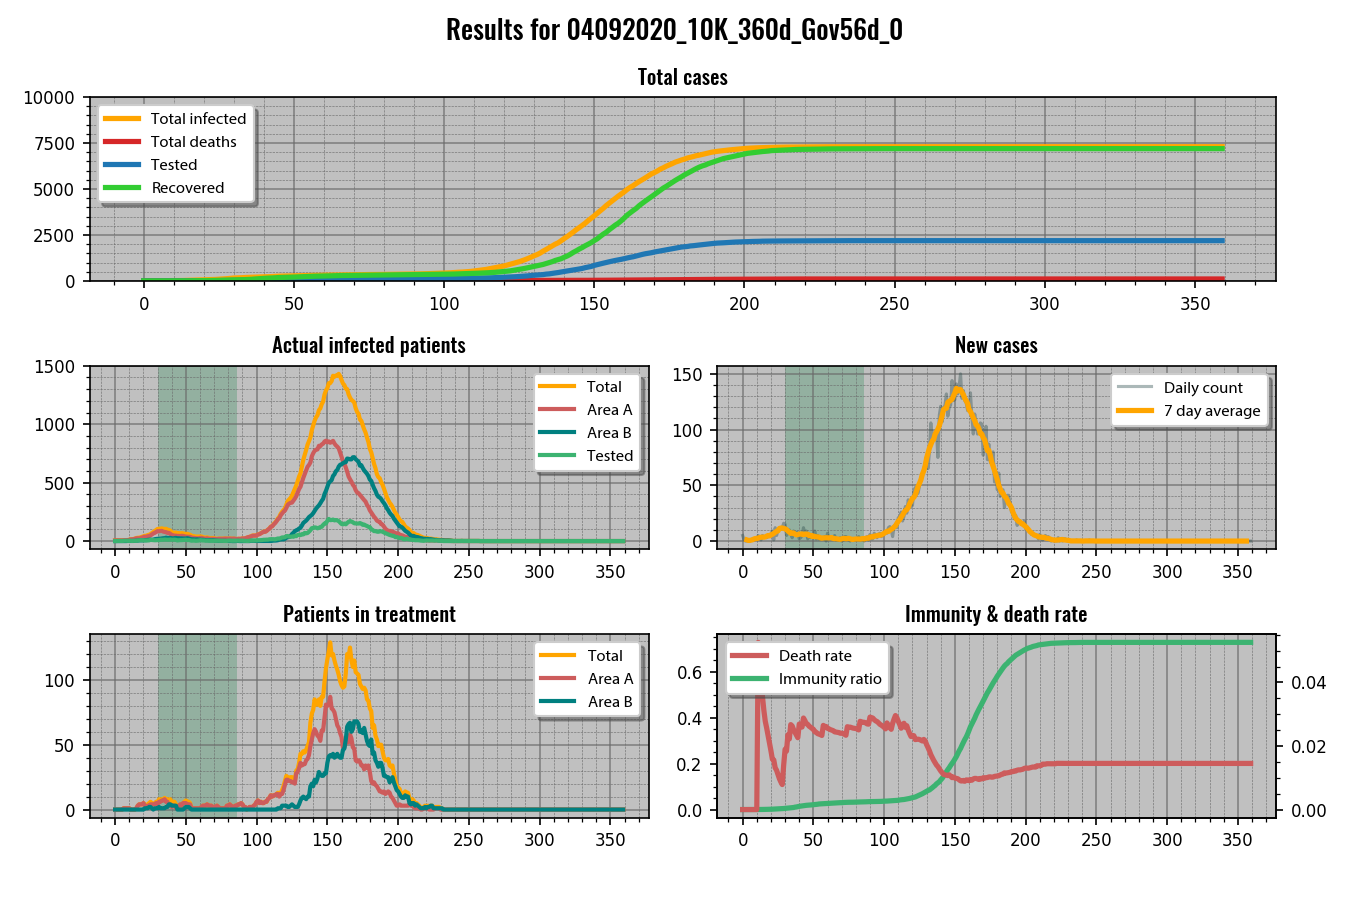 Results for 04092020_10K_360d_Gov56d_0
Total cases
10000
7500
5000
2500
0
Total infected
Total deaths
Tested
Recovered
0 50 100 150 200 250 300 350
Actual infected patients
1500
1000
500
0
Total
Area A
Area B
Tested
0 50 100 150 200 250 300 350
New cases
150
100
50
0
Daily count
7 day average
0 50 100 150 200 250 300 350
Patients in treatment
100
50
0
Total
Area A
Area B
0 50 100 150 200 250 300 350
Immunity & death rate
0.6
0.4
0.2
0.0
Death rate
Immunity ratio
0.04
0.02
0.00
0 50 100 150 200 250 300 350